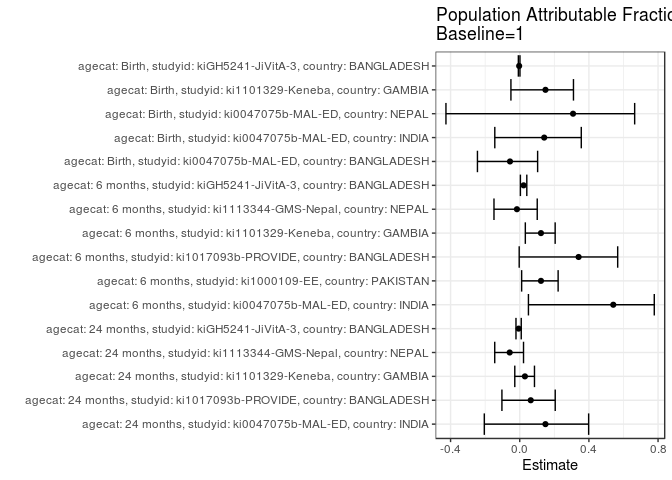 Population Attributable Fractio
Baseline=1
agecat: Birth, studyid: kiGH5241-JiVitA-3, country: BANGLADESH
agecat: Birth, studyid: ki1101329-Keneba, country: GAMBIA
agecat: Birth, studyid: ki0047075b-MAL-ED, country: NEPAL
agecat: Birth, studyid: ki0047075b-MAL-ED, country: INDIA
agecat: Birth, studyid: ki0047075b-MAL-ED, country: BANGLADESH
agecat: 6 months, studyid: kiGH5241-JiVitA-3, country: BANGLADESH
agecat: 6 months, studyid: ki1113344-GMS-Nepal, country: NEPAL
agecat: 6 months, studyid: ki1101329-Keneba, country: GAMBIA
agecat: 6 months, studyid: ki1017093b-PROVIDE, country: BANGLADESH
agecat: 6 months, studyid: ki1000109-EE, country: PAKISTAN
agecat: 6 months, studyid: ki0047075b-MAL-ED, country: INDIA
agecat: 24 months, studyid: kiGH5241-JiVitA-3, country: BANGLADESH
agecat: 24 months, studyid: ki1113344-GMS-Nepal, country: NEPAL
agecat: 24 months, studyid: ki1101329-Keneba, country: GAMBIA
agecat: 24 months, studyid: ki1017093b-PROVIDE, country: BANGLADESH
agecat: 24 months, studyid: ki0047075b-MAL-ED, country: INDIA
-0.4 0.0 0.4 0.8
Estimate